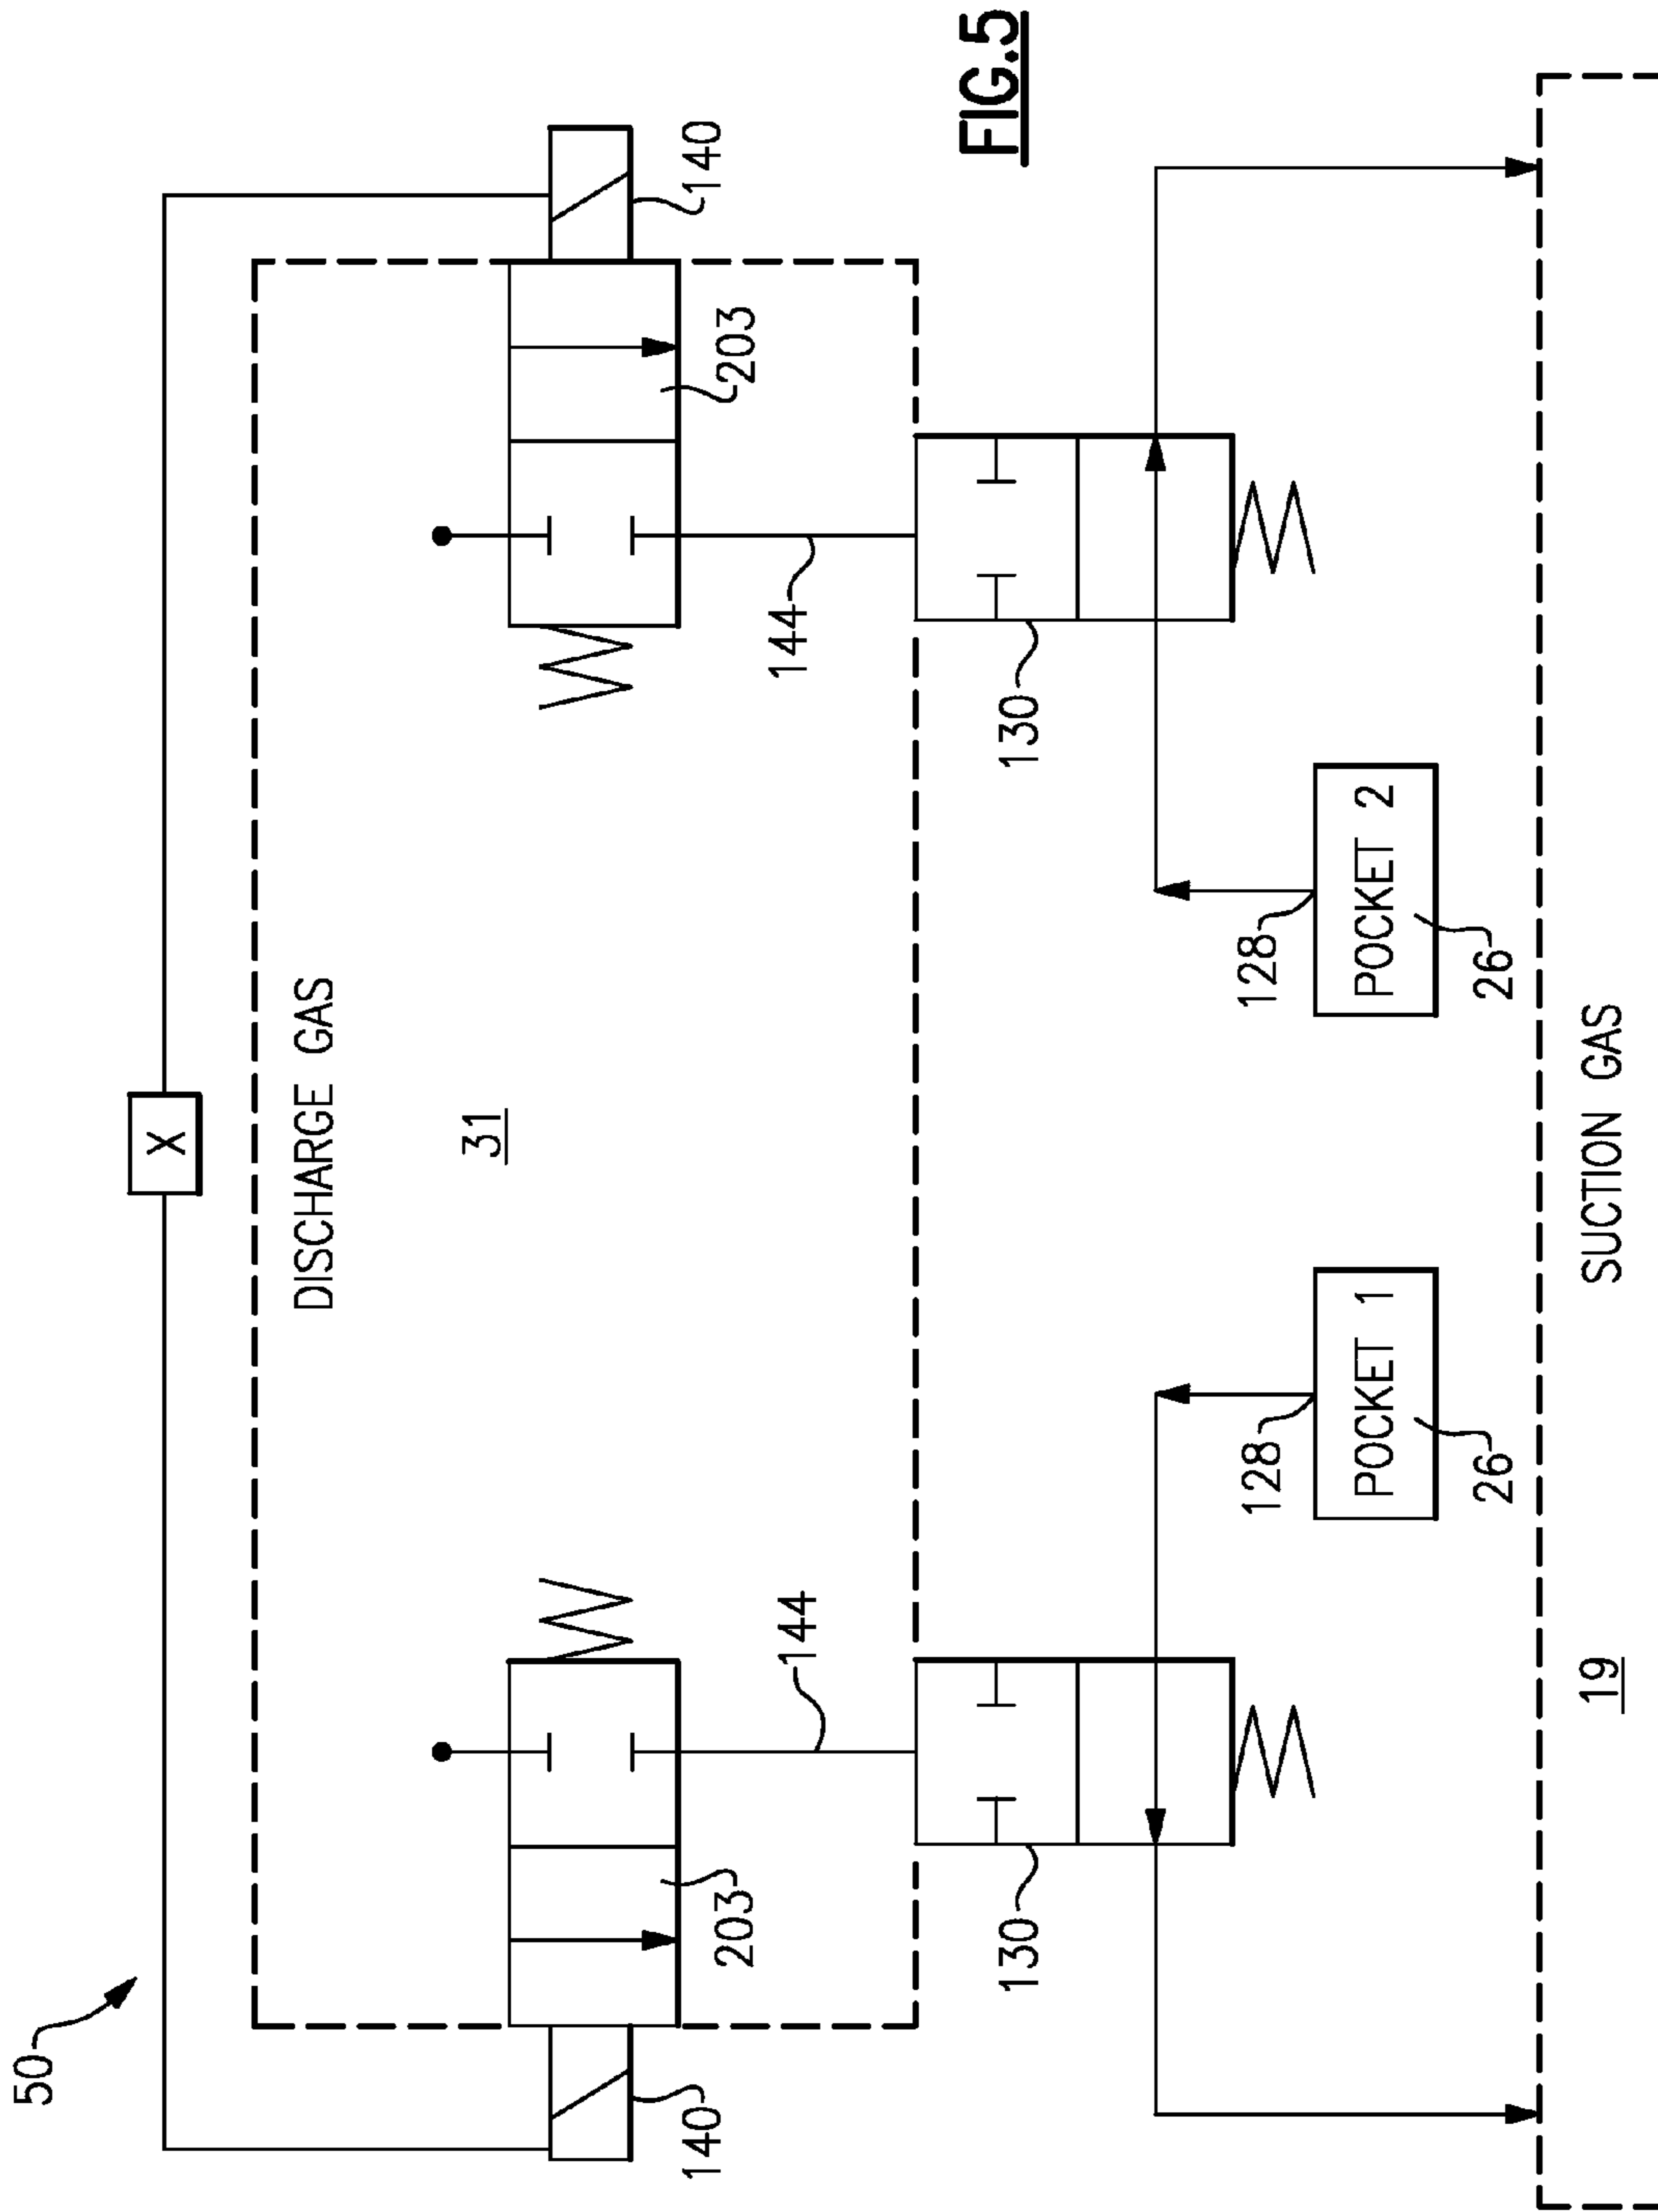 50
X
DISCHARGE GAS
31
140
140
203
203
144
144
FIG.5
130
130
128
128
POCKET 1
POCKET 2
26
26
19
SUCTION GAS